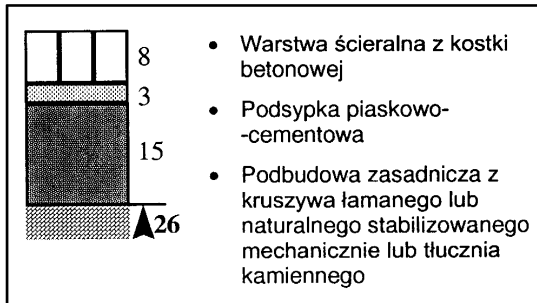 8
3
15
26
• Warstwa ścieralna z kostki
betonowej
• Podsypka piaskowo-
-cementowa
• Podbudowa zasadnicza z
kruszywa łamanego lub
naturalnego stabilizowanego
mechanicznie lub tłucznia
kamiennego